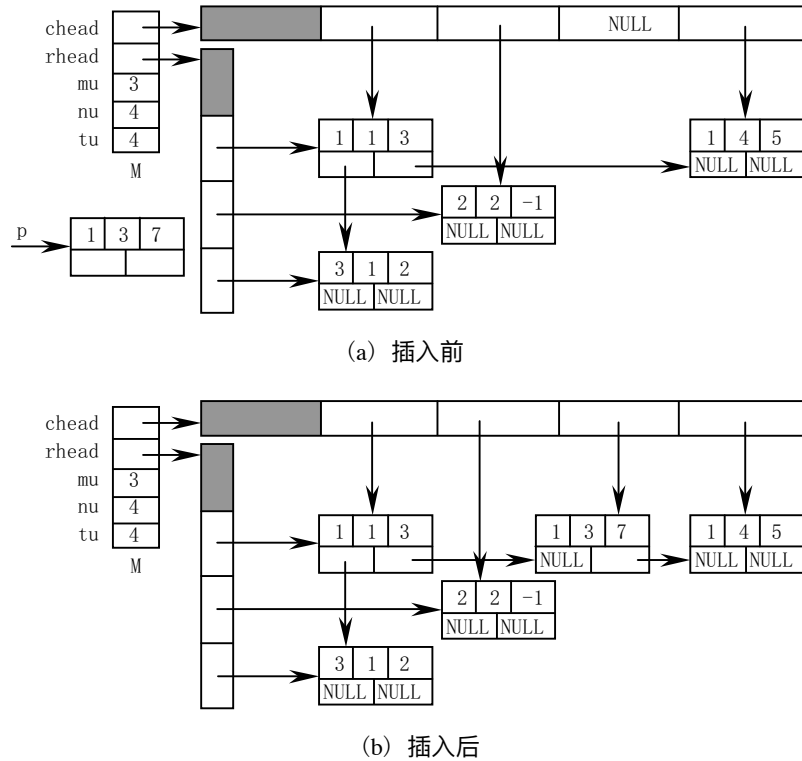 chead NULL
rhead
mu 3
nu 4
tu 4
M
1 1 3
1 4 5
NULL NULL
2 2 -1
NULL NULL
p
1 3 7
3 1 2
NULL NULL
(a) 插入前
chead
rhead
mu 3
nu 4
tu 4
M
1 1 3
1 3 7
NULL
1 4 5
NULL NULL
2 2 -1
NULL NULL
3 1 2
NULL NULL
(b) 插入后